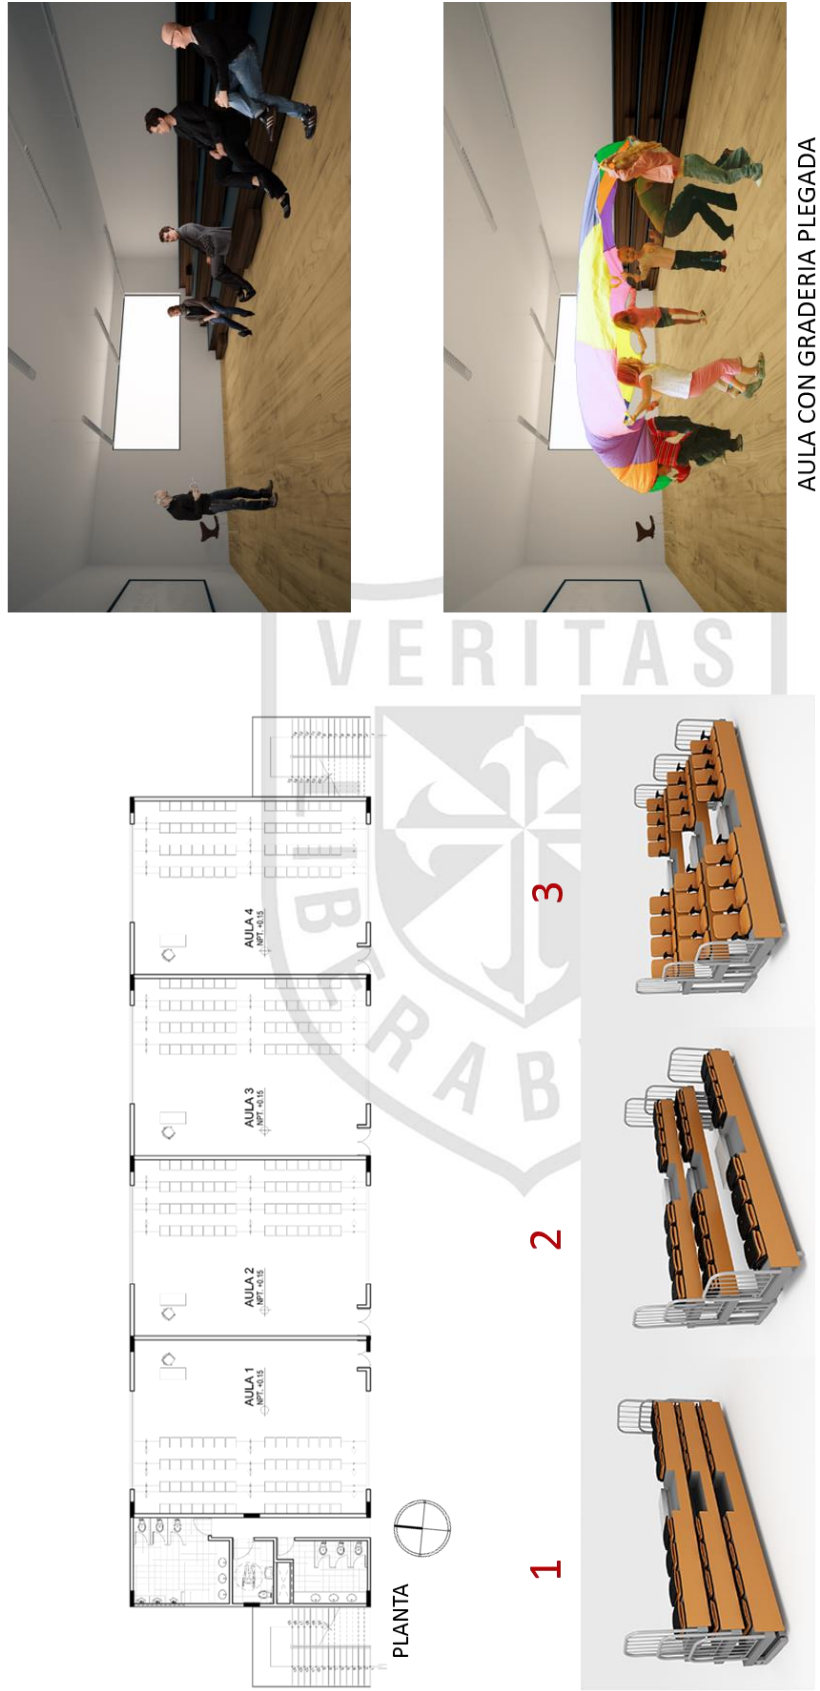 PLANTA
AULA 1
NPT. +0.15
AULA 2
NPT. +0.15
AULA 3
NPT. +0.15
AULA 4
NPT. +0.15
1
2
3
AULA CON GRADERIA PLEGADA
VERITAS
LIBERAB